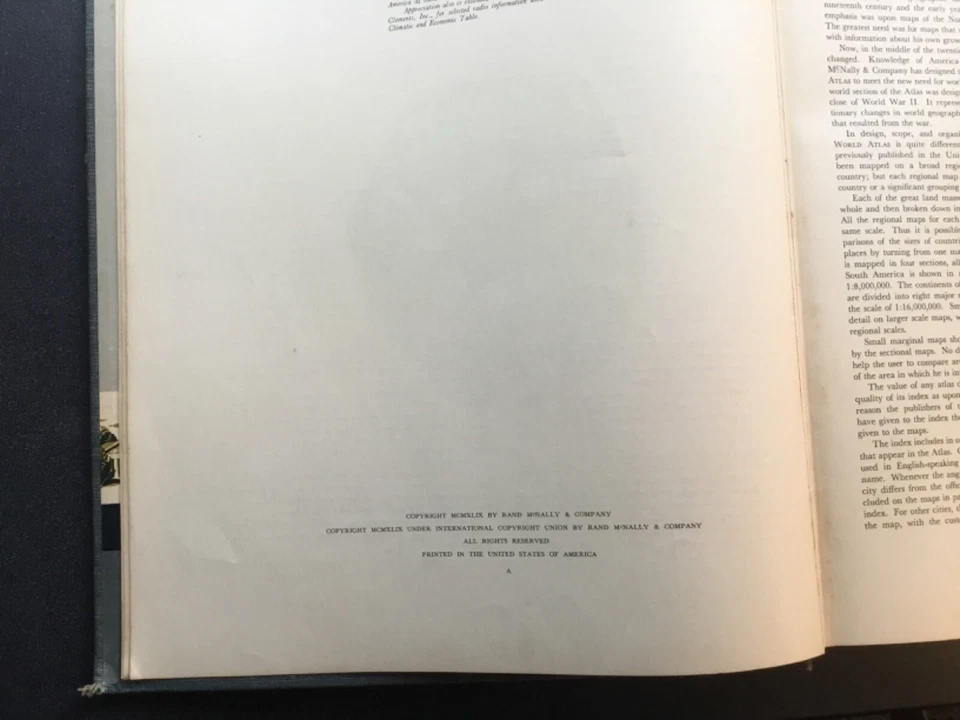 America
Appreciation also is
Clements, Inc., for selected radio information
Climatic and Economic Table.
COPYRIGHT MCMXLIX BY RAND MᶜNALLY & COMPANY
COPYRIGHT MCMXLIX UNDER INTERNATIONAL COPYRIGHT UNION BY RAND MᶜNALLY & COMPANY
ALL RIGHTS RESERVED
PRINTED IN THE UNITED STATES OF AMERICA
A
nineteenth century and the early
emphasis was upon maps of the
The greatest need was for maps that
with information about his own
Now, in the middle of the
changed. Knowledge of America
MᶜNally & Company has designed
ATLAS to meet the new need for
world section of the Atlas was
close of World War II. It
tionary changes in world
that resulted from the war.
In design, scope, and
WORLD ATLAS is quite
previously published in the
been mapped on a broad
country; but each regional map
country or a significant grouping
Each of the great land
whole and then broken down
All the regional maps for each
same scale. Thus it is possible
parisons of the sizes of
places by turning from one
is mapped in four sections,
South America is shown in
1:8,000,000. The continents of
are divided into eight major
the scale of 1:16,000,000.
detail on larger scale maps,
regional scales.
Small marginal maps
by the sectional maps. No
help the user to compare
of the area in which he is
The value of any atlas
quality of its index as upon
reason the publishers of
have given to the index
given to the maps.
The index includes in
that appear in the Atlas.
used in English-speaking
name. Whenever the
city differs from the
cluded on the maps in
index. For other cities,
the map, with the